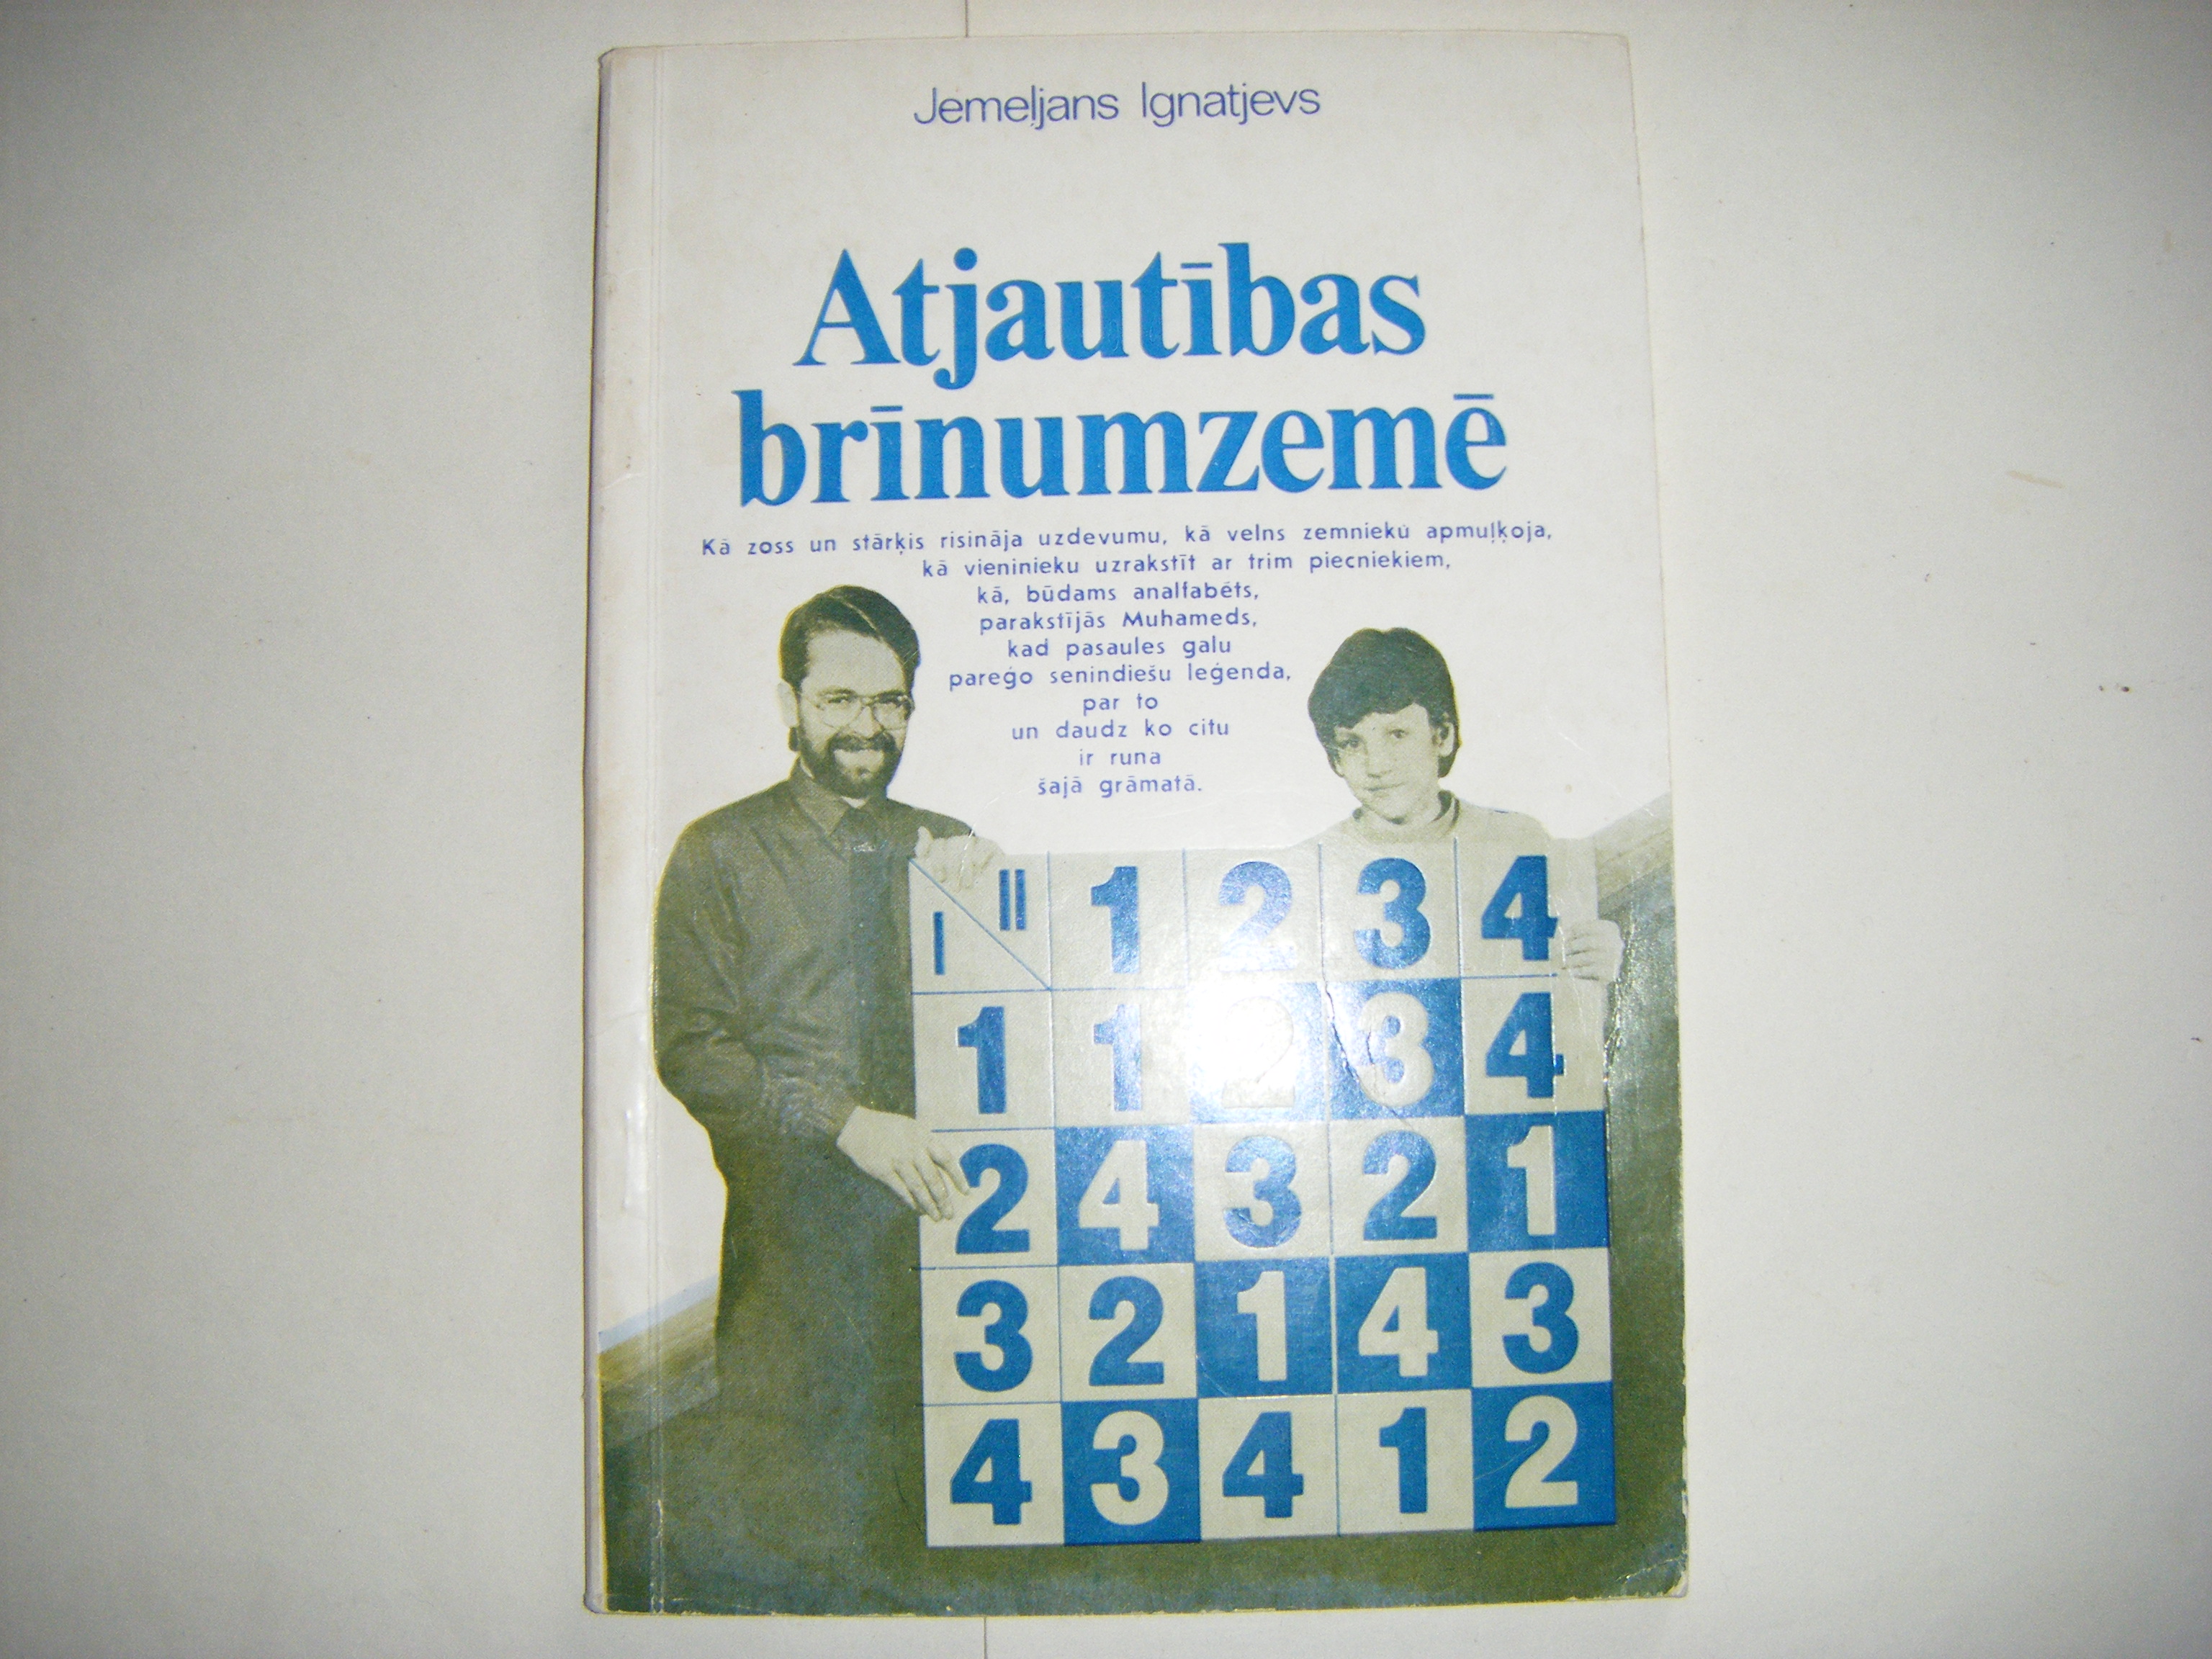 Jemeļjans Ignatjevs
Atjautības
brīnumzemē
Kā zoss un stārķis risināja uzdevumu, kā velns zemnieku apmuļķoja,
kā vieninieku uzrakstīt ar trim piecniekiem,
kā, būdams analfabēts,
parakstījās Muhameds,
kad pasaules galu
pareģo senindiešu leģenda,
par to
un daudz ko citu
ir runa
šajā grāmatā.
I II 1 2 3 4
1 1 2 3 4
2 4 3 2 1
3 2 1 4 3
4 3 4 1 2